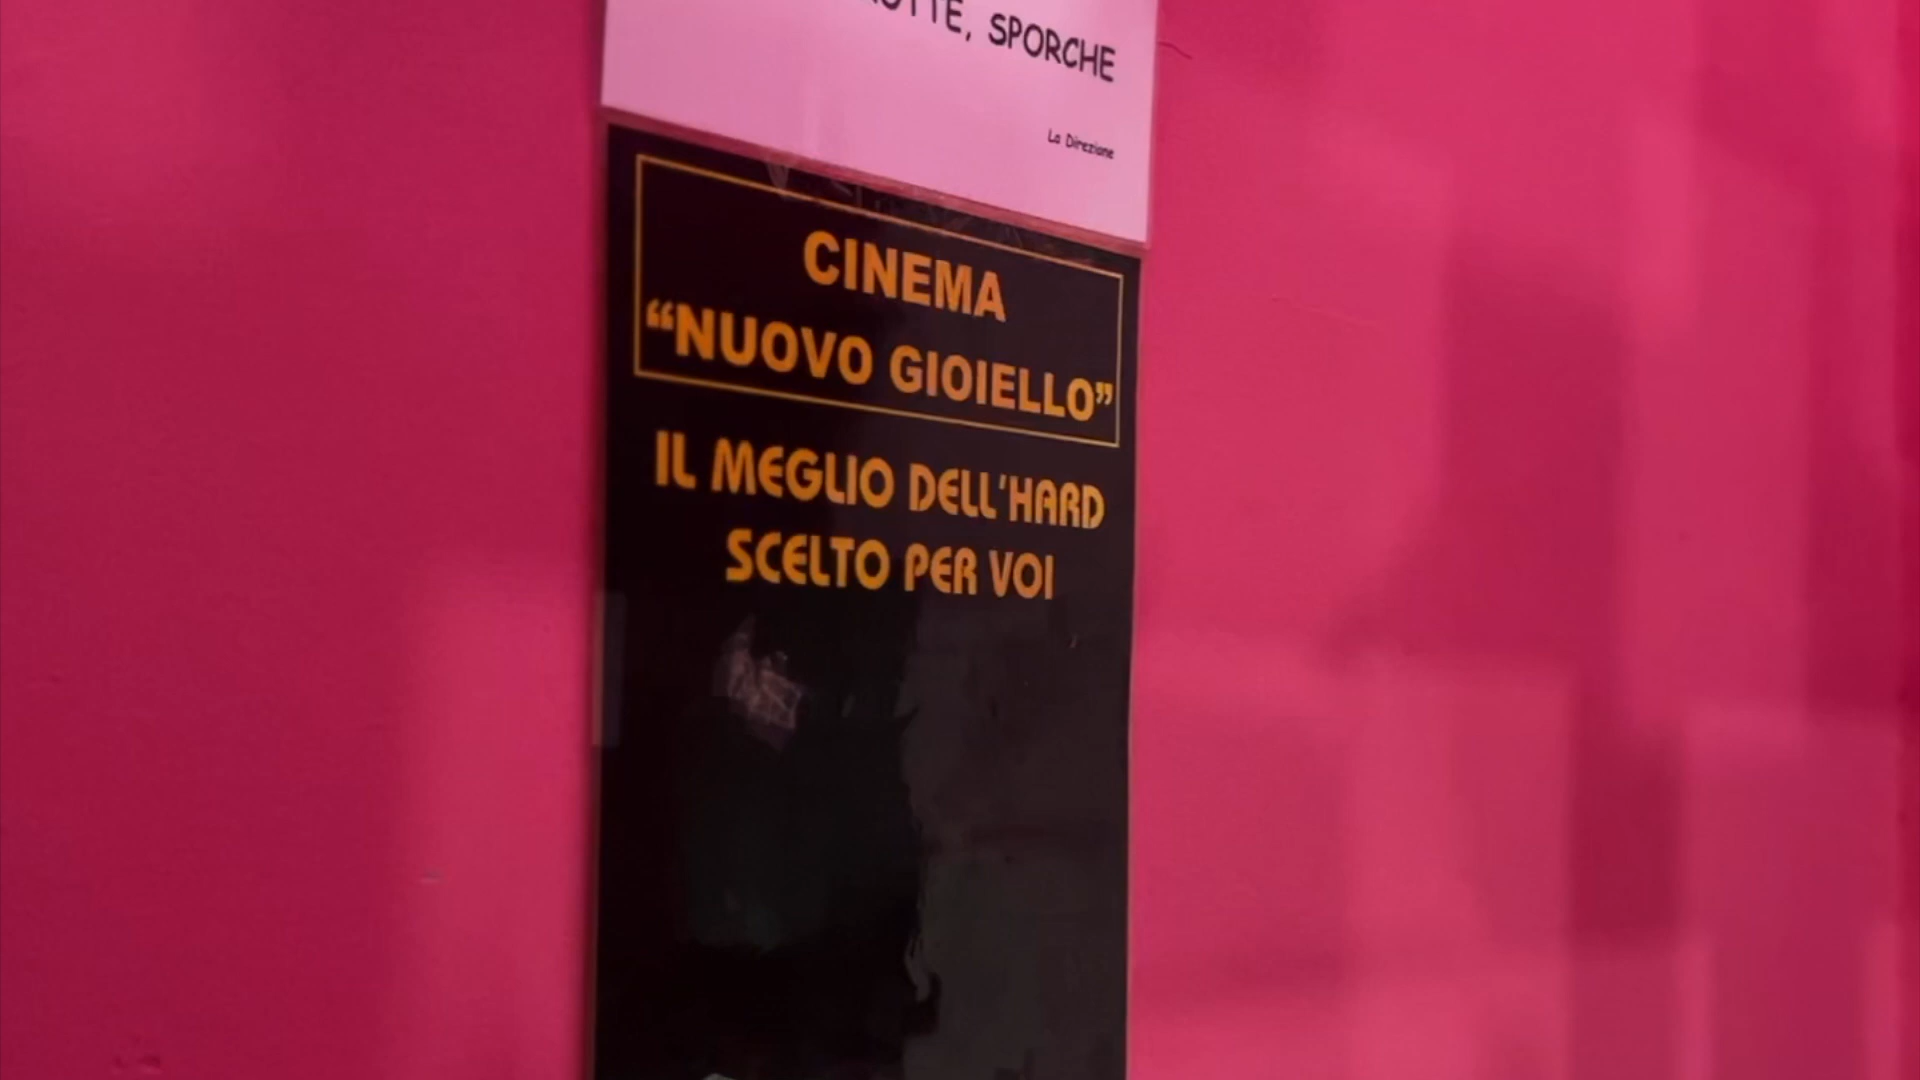 SPORCHE
La Direzione
CINEMA
“NUOVO GIOIELLO”
IL MEGLIO DELL'HARD
SCELTO PER VOI